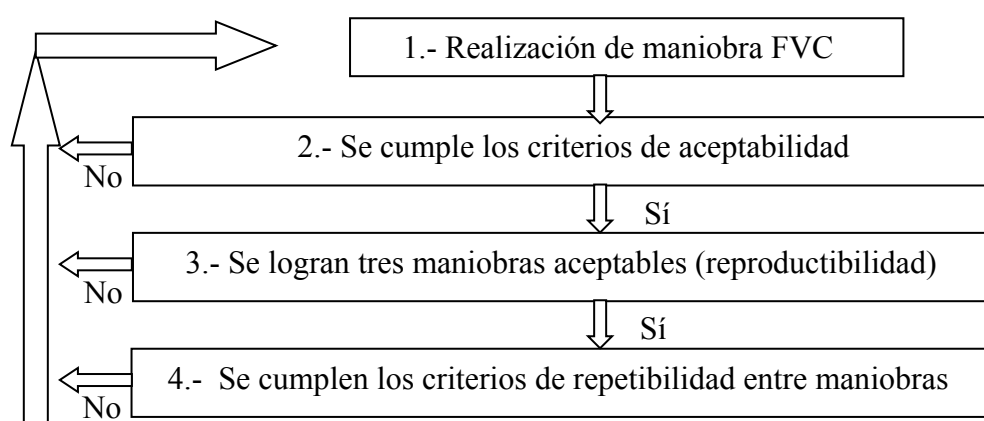 1.- Realización de maniobra FVC
2.- Se cumple los criterios de aceptabilidad
No
Sí
3.- Se logran tres maniobras aceptables (reproductibilidad)
No
Sí
4.- Se cumplen los criterios de repetibilidad entre maniobras
No